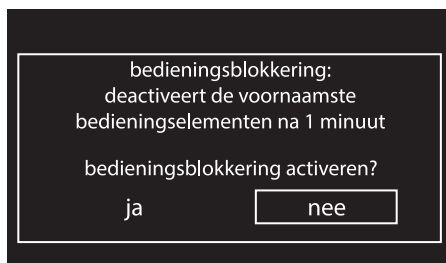 bedieningsblokkering:
deactiveert de voornaamste
bedieningselementen na 1 minuut
bedieningsblokkering activeren?
ja nee